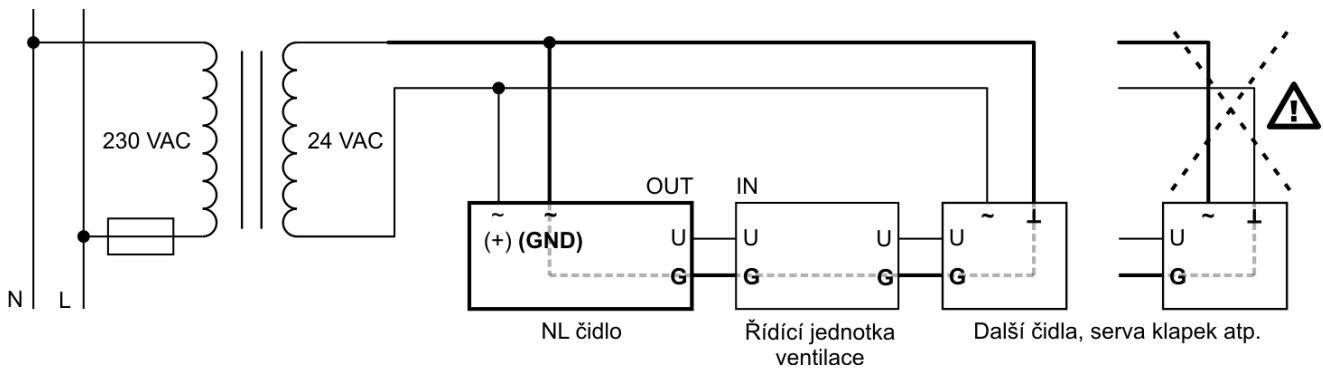 230 VAC
24 VAC
OUT
IN
~
~
(+) (GND)
U
G
U
G
U
G
~
⊥
U
G
~
⊥
U
G
N
L
NL čidlo
Řídící jednotka
ventilace
Další čidla, serva klapek atp.
!